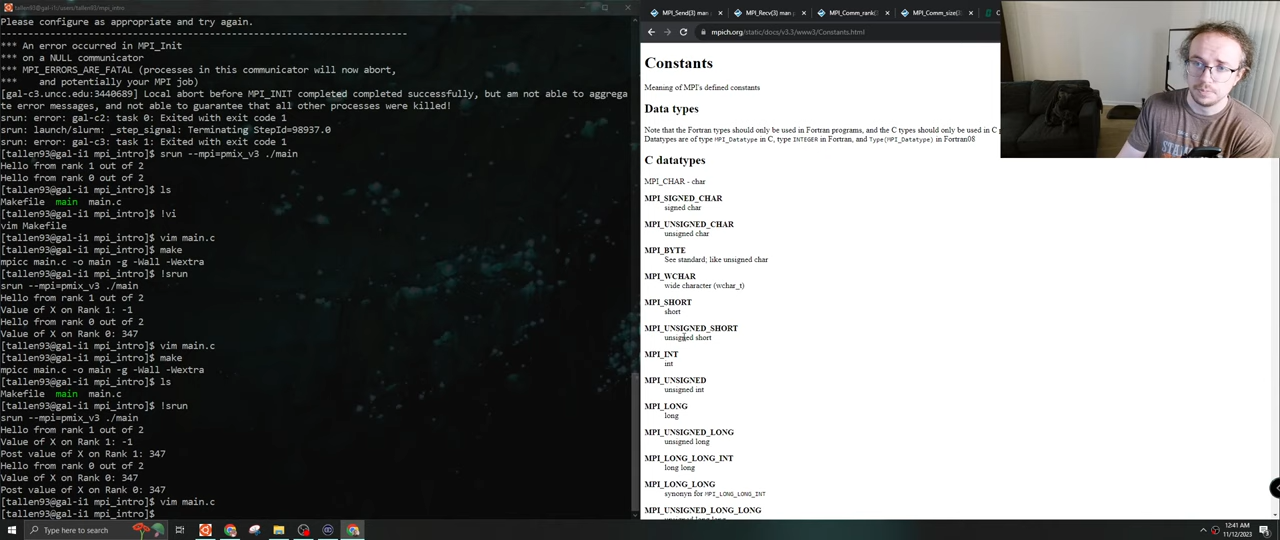 tallen93@gal-i1:/users/tallen93/mpi_intro
Please configure as appropriate and try again.
--------------------------------------------------------------------------
*** An error occurred in MPI_Init
*** on a NULL communicator
*** MPI_ERRORS_ARE_FATAL (processes in this communicator will now abort,
***    and potentially your MPI job)
[gal-c3.uncc.edu:3440689] Local abort before MPI_INIT completed completed successfully, but am not able to aggrega
te error messages, and not able to guarantee that all other processes were killed!
srun: error: gal-c2: task 0: Exited with exit code 1
srun: launch/slurm: _step_signal: Terminating StepId=98937.0
srun: error: gal-c3: task 1: Exited with exit code 1
[tallen93@gal-i1 mpi_intro]$ srun --mpi=pmix_v3 ./main
Hello from rank 1 out of 2
Hello from rank 0 out of 2
[tallen93@gal-i1 mpi_intro]$ ls
Makefile  main  main.c
[tallen93@gal-i1 mpi_intro]$ !vi
vim Makefile
[tallen93@gal-i1 mpi_intro]$ vim main.c
[tallen93@gal-i1 mpi_intro]$ make
mpicc main.c -o main -g -Wall -Wextra
[tallen93@gal-i1 mpi_intro]$ !srun
srun --mpi=pmix_v3 ./main
Hello from rank 1 out of 2
Value of X on Rank 1: -1
Hello from rank 0 out of 2
Value of X on Rank 0: 347
[tallen93@gal-i1 mpi_intro]$ vim main.c
[tallen93@gal-i1 mpi_intro]$ make
mpicc main.c -o main -g -Wall -Wextra
[tallen93@gal-i1 mpi_intro]$ ls
Makefile  main  main.c
[tallen93@gal-i1 mpi_intro]$ !srun
srun --mpi=pmix_v3 ./main
Hello from rank 1 out of 2
Value of X on Rank 1: -1
Post value of X on Rank 1: 347
Hello from rank 0 out of 2
Value of X on Rank 0: 347
Post value of X on Rank 0: 347
[tallen93@gal-i1 mpi_intro]$ vim main.c
[tallen93@gal-i1 mpi_intro]$
MPI_Send(3) man MPI_Recv(3) man MPI_Comm_rank( MPI_Comm_size(
mpich.org/static/docs/v3.3/www3/Constants.html
Constants
Meaning of MPI's defined constants
Data types
Note that the Fortran types should only be used in Fortran programs, and the C types should only be used in C p
Datatypes are of type MPI_Datatype in C, type INTEGER in Fortran, and Type(MPI_Datatype) in Fortran08
C datatypes
MPI_CHAR - char
MPI_SIGNED_CHAR
signed char
MPI_UNSIGNED_CHAR
unsigned char
MPI_BYTE
See standard; like unsigned char
MPI_WCHAR
wide character (wchar_t)
MPI_SHORT
short
MPI_UNSIGNED_SHORT
unsigned short
MPI_INT
int
MPI_UNSIGNED
unsigned int
MPI_LONG
long
MPI_UNSIGNED_LONG
unsigned long
MPI_LONG_LONG_INT
long long
MPI_LONG_LONG
synonyn for MPI_LONG_LONG_INT
MPI_UNSIGNED_LONG_LONG
unsigned long long
Type here to search
12:41 AM
11/12/2023